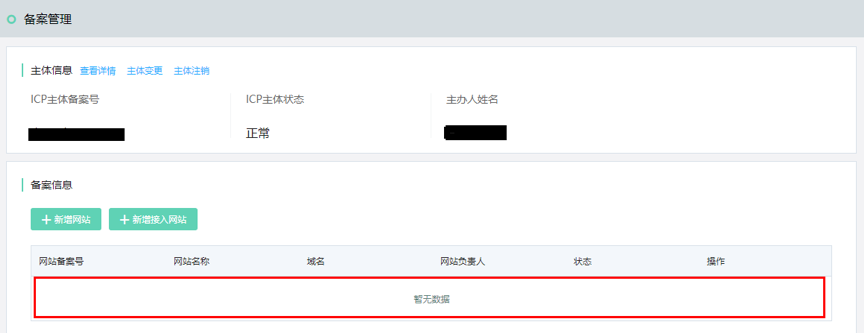 备案管理
主体信息 查看详情 主体变更 主体注销
ICP主体备案号 ICP主体状态 主办人姓名
正常
备案信息
+ 新增网站 + 新增接入网站
网站备案号 网站名称 域名 网站负责人 状态 操作
暂无数据